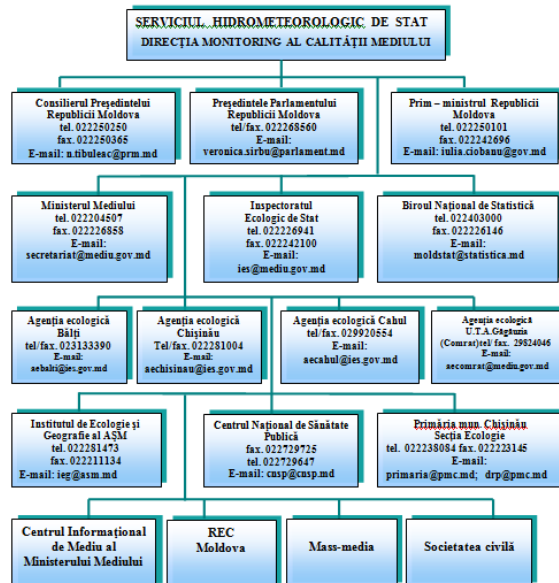 SERVICIUL HIDROMETEOROLOGIC DE STAT
DIRECȚIA MONITORING AL CALITĂȚII MEDIULUI
Consilierul Președintelui
Republicii Moldova
tel. 022250250
fax. 022250365
E-mail: n.tibuleac@prm.md
Președintele Parlamentului
Republicii Moldova
tel/fax. 022268560
E-mail:
veronica.sirbu@parlament.md
Prim – ministrul Republicii
Moldova
tel. 022250101
fax. 022242696
E-mail: iulia.ciobanu@gov.md
Ministerul Mediului
tel. 022204507
fax. 022226858
E-mail:
secretariat@mediu.gov.md
Inspectoratul
Ecologic de Stat
tel. 022226941
fax. 022242100
E-mail:
ies@mediu.gov.md
Biroul Național de Statistică
tel. 022403000
fax. 022226146
E-mail:
moldstat@statistica.md
Agenția ecologică
Bălți
tel/fax. 023133390
E-mail:
aebalti@ies.gov.md
Agenția ecologică
Chișinău
Tel/fax. 022281004
E-mail:
aechisinau@ies.gov.md
Agenția ecologică Cahul
tel/fax. 029920554
E-mail:
aecahul@ies.gov.md
Agenția ecologică
U.T.A.Găgăuzia
(Comrat)tel/ fax. 29824046
E-mail:
aecomrat@mediu.gov.md
Institutul de Ecologie și
Geografie al AȘM
tel. 022281473
fax. 022211134
E-mail: ieg@asm.md
Centrul Național de Sănătate
Publică
fax. 022729725
tel. 022729647
E-mail: cnsp@cnsp.md
Primăria mun. Chișinău
Secția Ecologie
tel. 022238084 fax. 022223145
E-mail:
primaria@pmc.md; drp@pmc.md
Centrul Informațional
de Mediu al
Ministerului Mediului
REC
Moldova
Mass-media
Societatea civilă